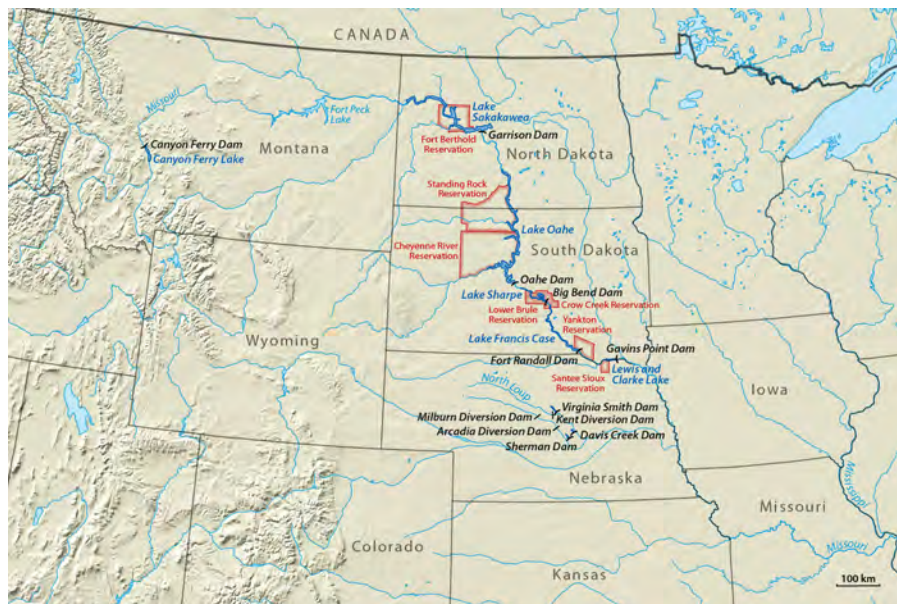 CANADA
Missouri
Fort Peck
Lake
Lake
Sakakawea
Garrison Dam
Canyon Ferry Dam
Canyon Ferry Lake
Montana
Fort Berthold
Reservation
North Dakota
Standing Rock
Reservation
Lake Oahe
Cheyenne River
Reservation
South Dakota
Oahe Dam
Lake Sharpe
Big Bend Dam
Crow Creek Reservation
Lower Brule
Reservation
Yankton
Reservation
Wyoming
Lake Francis Case
Gavins Point Dam
Fort Randall Dam
Lewis and
Clarke Lake
Santee Sioux
Reservation
North Loup
Iowa
Virginia Smith Dam
Milburn Diversion Dam
Kent Diversion Dam
Arcadia Diversion Dam
Davis Creek Dam
Sherman Dam
Nebraska
Mississippi
Missouri
Colorado
Missouri
Kansas
100 km